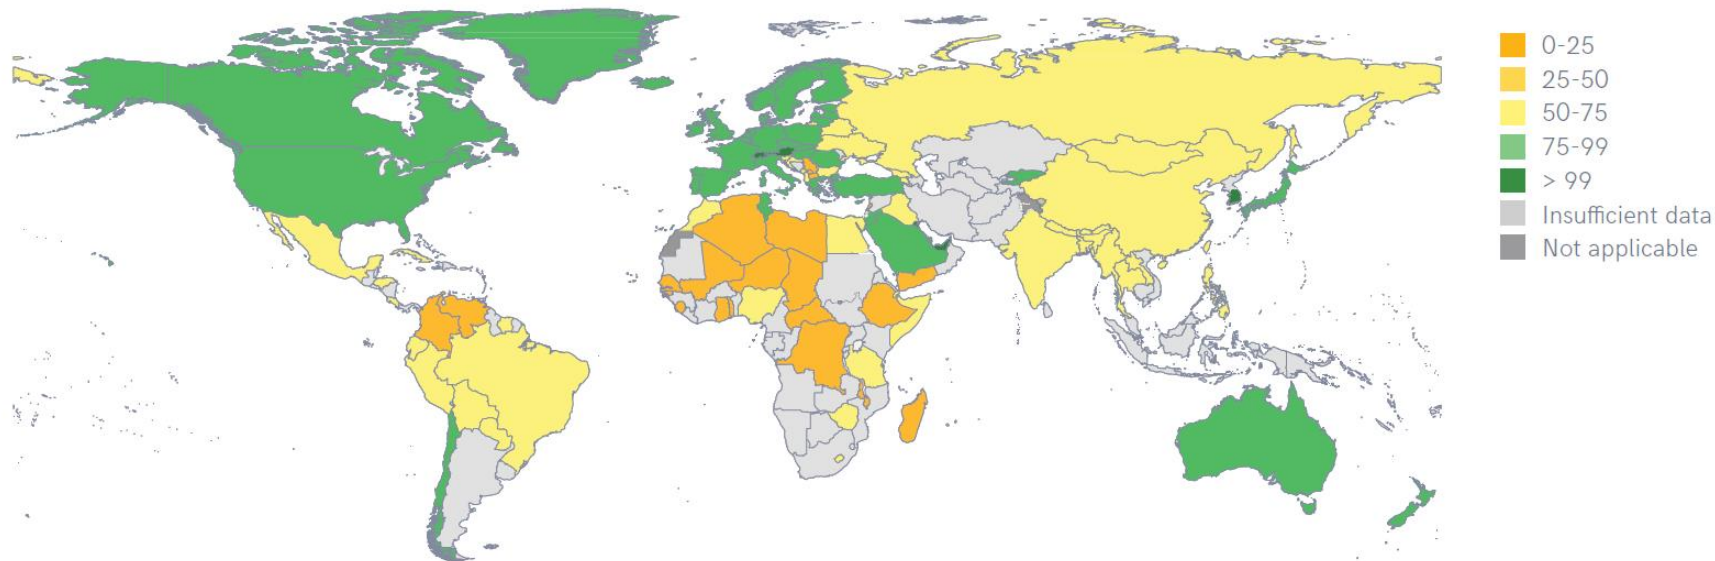 0-25
25-50
50-75
75-99
> 99
Insufficient data
Not applicable